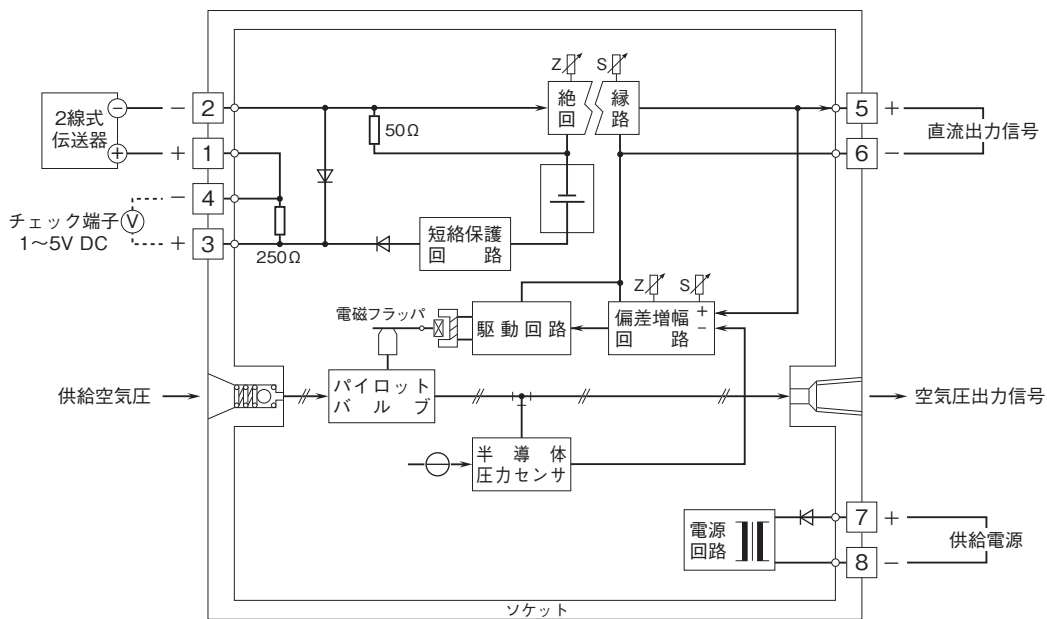 Z
S
絶 縁
回 路
2線式
伝送器
−
+
− 2
+ 1
− 4
+ 3
チェック端子
1〜5V DC
V
50Ω
250Ω
短絡保護
回 路
5 +
6 −
直流出力信号
Z
S
電磁フラッパ
駆動回路
偏差増幅
回 路
+
−
供給空気圧
パイロット
バルブ
空気圧出力信号
半導体
圧力センサ
電源
回路
7 +
8 −
供給電源
ソケット